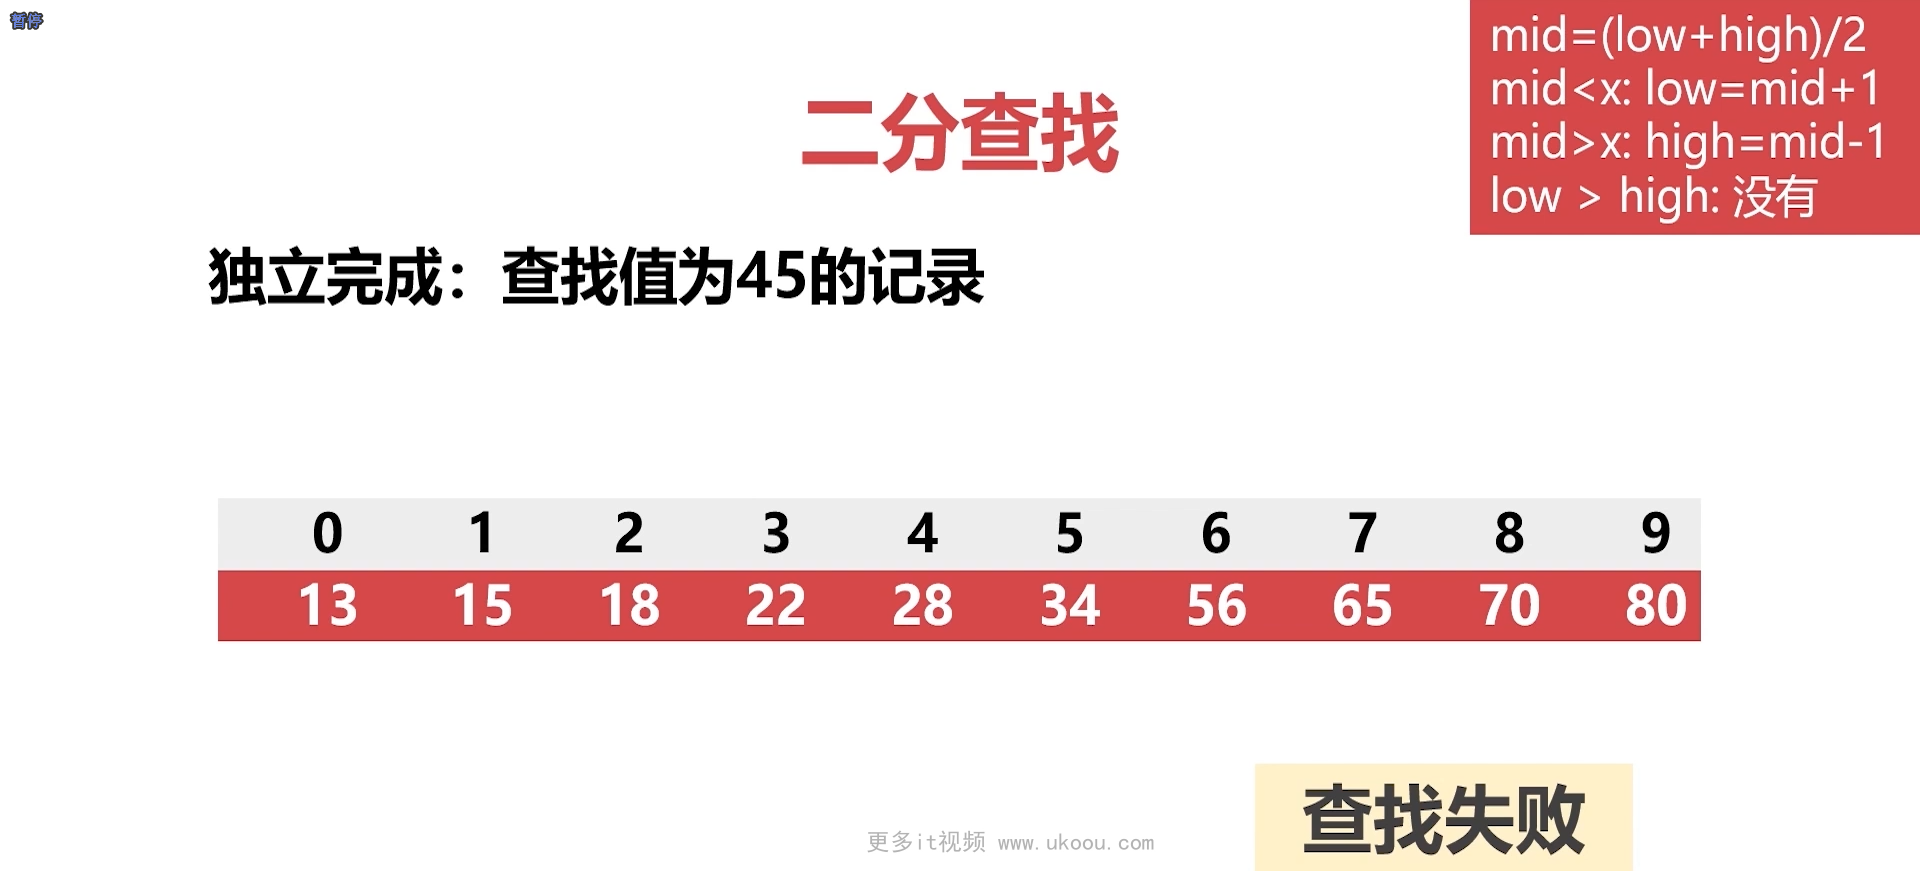 暂停
mid=(low+high)/2
mid<x: low=mid+1
mid>x: high=mid-1
low > high: 没有
二分查找
独立完成：查找值为45的记录
0 1 2 3 4 5 6 7 8 9
13 15 18 22 28 34 56 65 70 80
查找失败
更多it视频 www.ukoou.com